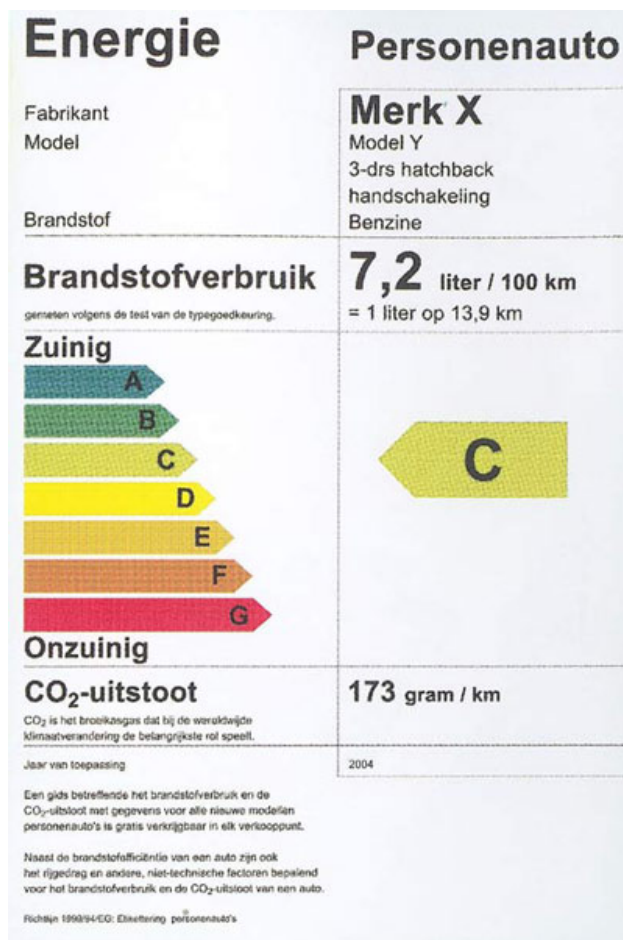 Energie
Personenauto
Fabrikant
Merk X
Model
Model Y
3-drs hatchback
handschakeling
Brandstof
Benzine
Brandstofverbruik
7,2 liter / 100 km
gemeten volgens de test van de typegoedkeuring.
= 1 liter op 13,9 km
Zuinig
A
B
C
C
D
E
F
G
Onzuinig
CO₂-uitstoot
173 gram / km
CO₂ is het broeikasgas dat bij de wereldwijde
klimaatverandering de belangrijkste rol speelt.
Jaar van toepassing
2004
Een gids betreffende het brandstofverbruik en de
CO₂-uitstoot met gegevens voor alle nieuwe modellen
personenauto's is gratis verkrijgbaar in elk verkooppunt.
Naast de brandstofefficiëntie van een auto zijn ook
het rijgedrag en andere, niet-technische factoren bepalend
voor het brandstofverbruik en de CO₂-uitstoot van een auto.
Richtlijn 1999/94/EG: Etikettering personenauto's